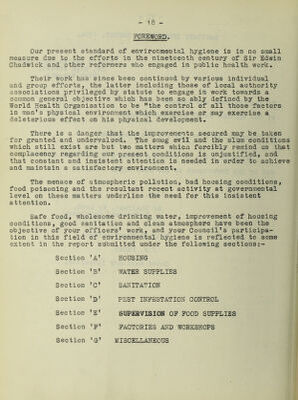 - 18 -
FOREWORD.
Our present standard of environmental hygiene is in no small
measure due to the efforts in the nineteenth century of Sir Edwin
Chadwick and other reformers who engaged in public health work.
Their work has since been continued by various individual
and group efforts, the latter including those of local authority
associations privileged by statute to engage in work towards a
common general objective which has been so ably defined by the
World Health Organisation to be "the control of all those factors
in man's physical environment which exercise or may exercise a
deleterious effect on his physical development.
There is a danger that the improvements secured may be taken
for granted and undervalued. The smog evil and the slum conditions
which still exist are but two matters which forcibly remind us that
complacency regarding our present conditions is unjustified, and
that constant and insistent attention is needed in order to achieve
and maintain a satisfactory environment.
The menace of atmospheric pollution, bad housing conditions,
food poisoning and the resultant recent activity at governmental
level on these matters underline the need for this insistent
attention.
Safe food, wholesome drinking water, improvement of housing
conditions, good sanitation and clean atmosphere have been the
objective of your officers' work, and your Council's participa-
tion in this field of environmental hygiene is reflected to some
extent in the report submitted under the following sections:-
Section 'A' HOUSING
Section 'B' WATER SUPPLIES
Section 'C' SANITATION
Section 'D' PEST INFESTATION CONTROL
Section 'E' SUPERVISION OF FOOD SUPPLIES
Section 'F' FACTORIES AND WORKSHOPS
Section 'G' MISCELLANEOUS